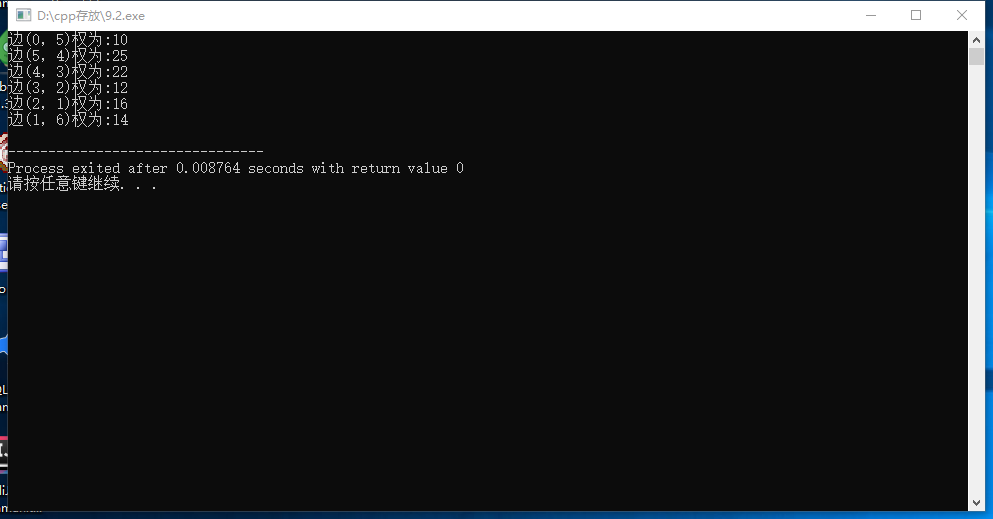 D:\cpp存放\9.2.exe
边(0, 5)权为:10
边(5, 4)权为:25
边(4, 3)权为:22
边(3, 2)权为:12
边(2, 1)权为:16
边(1, 6)权为:14
--------------------------------
Process exited after 0.008764 seconds with return value 0
请按任意键继续. . .